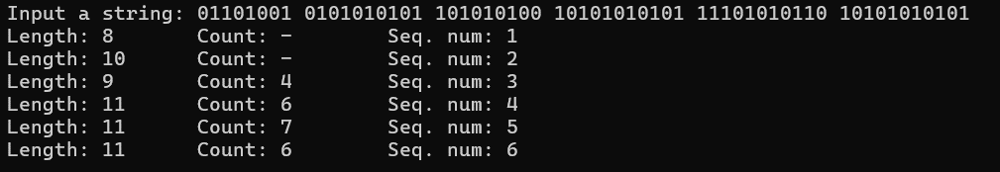 Input a string: 01101001 0101010101 101010100 10101010101 11101010110 10101010101
Length: 8 Count: - Seq. num: 1
Length: 10 Count: - Seq. num: 2
Length: 9 Count: 4 Seq. num: 3
Length: 11 Count: 6 Seq. num: 4
Length: 11 Count: 7 Seq. num: 5
Length: 11 Count: 6 Seq. num: 6